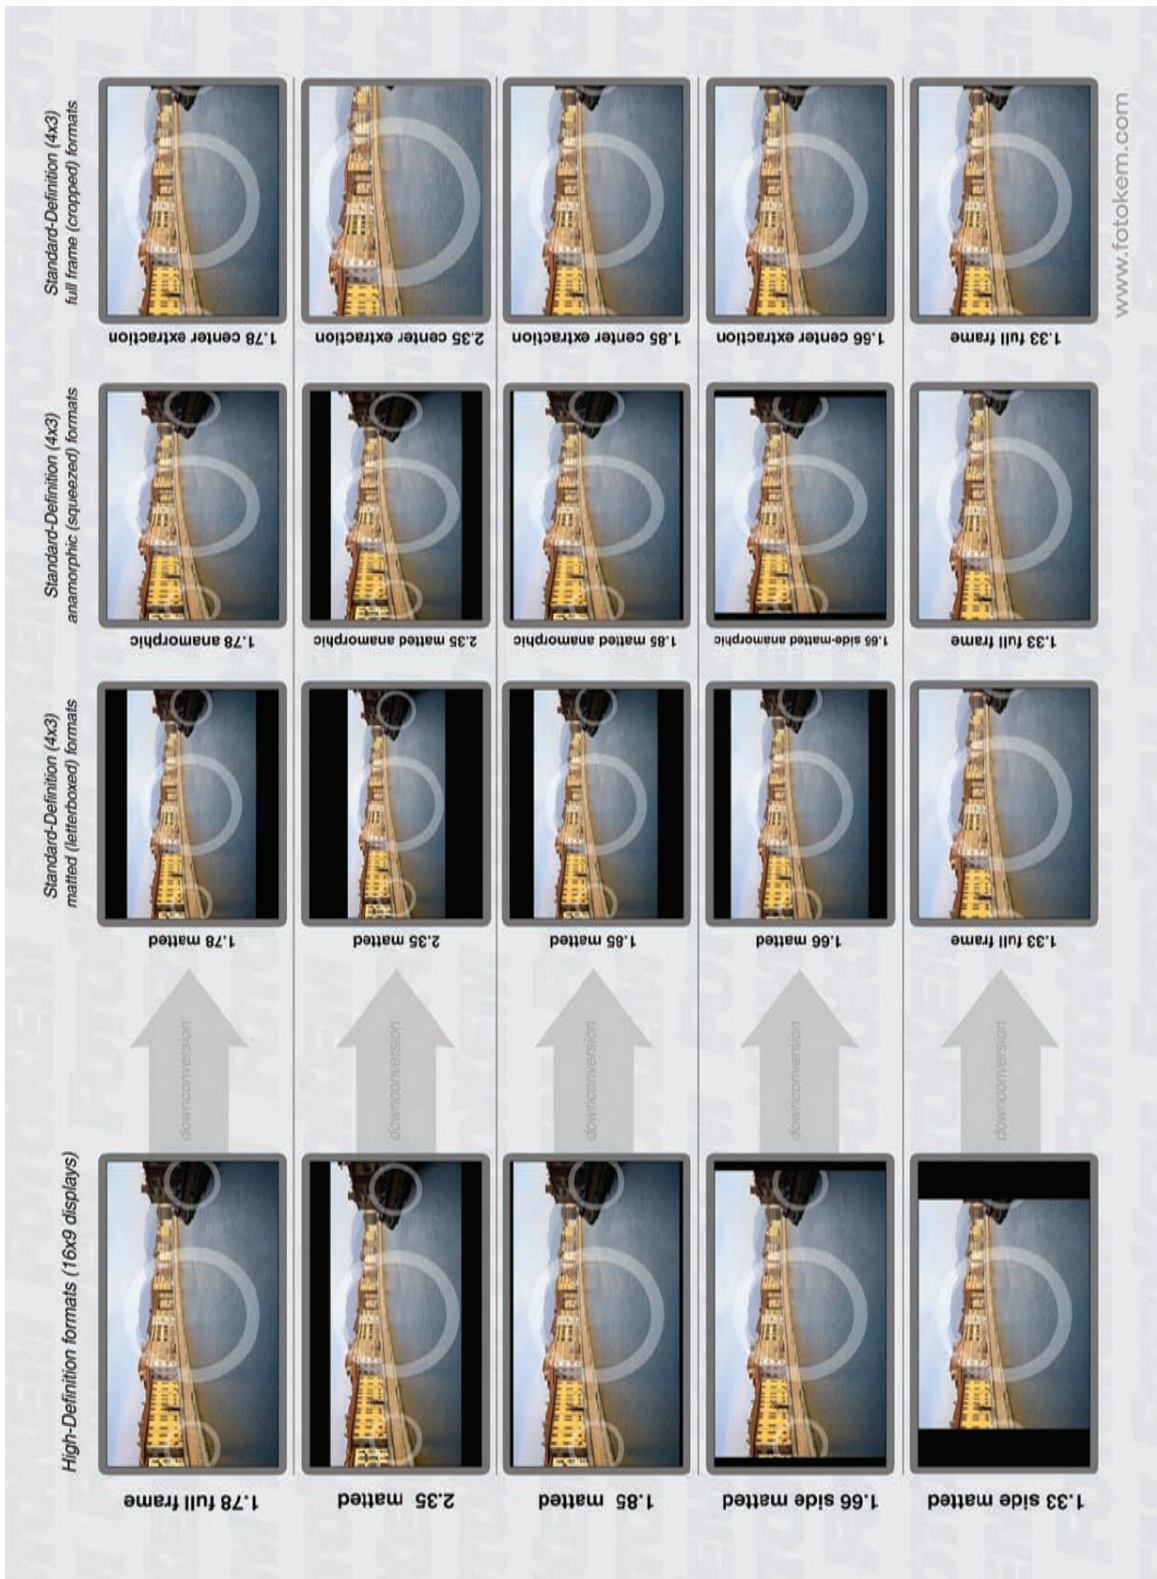 High-Definition formats (16x9 displays)
Standard-Definition (4x3)
matted (letterboxed) formats
Standard-Definition (4x3)
anamorphic (squeezed) formats
Standard-Definition (4x3)
full frame (cropped) formats
1.78 full frame
downconversion
1.78 matted
1.78 anamorphic
1.78 center extraction
2.35 matted
downconversion
2.35 matted
2.35 matted anamorphic
2.35 center extraction
1.85 matted
downconversion
1.85 matted
1.85 matted anamorphic
1.85 center extraction
1.66 side matted
downconversion
1.66 matted
1.66 side-matted anamorphic
1.66 center extraction
1.33 side matted
downconversion
1.33 full frame
1.33 full frame
1.33 full frame
www.fotokem.com